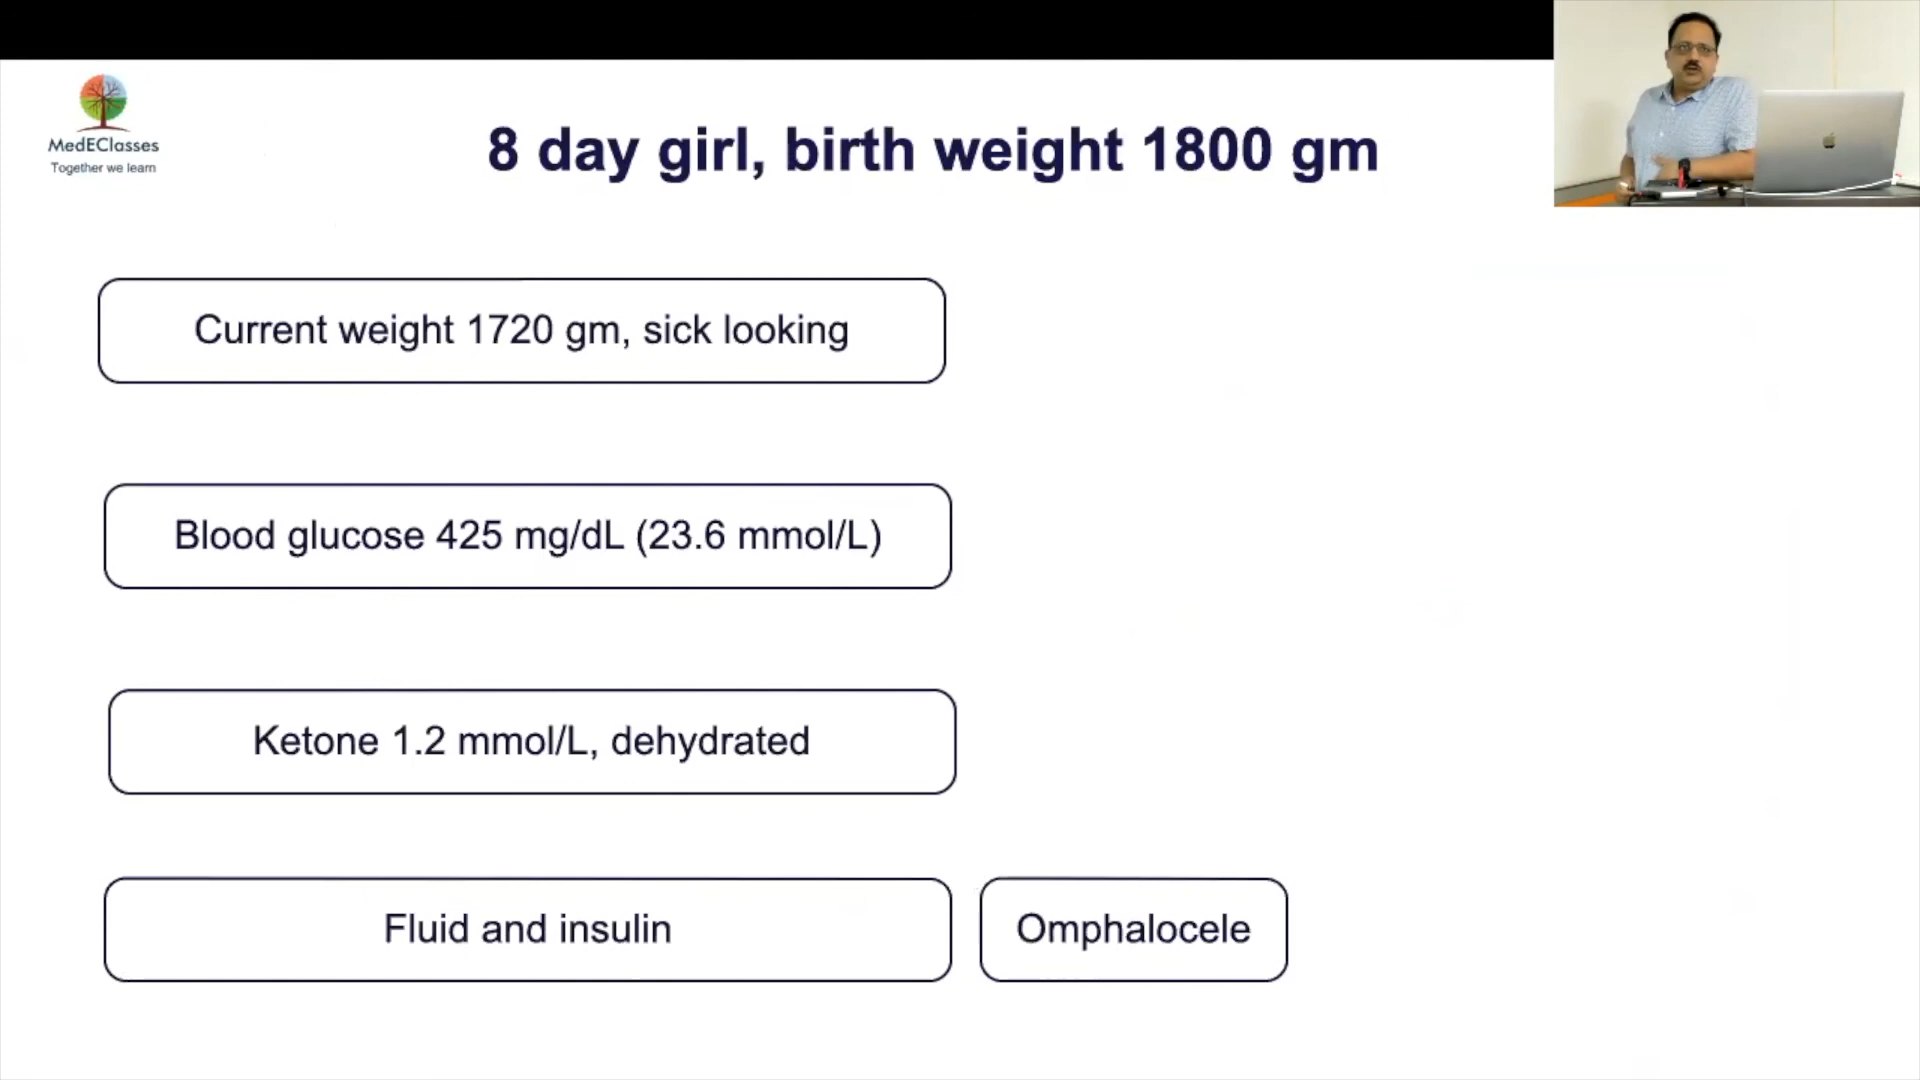 MedEClasses
Together we learn
8 day girl, birth weight 1800 gm
Current weight 1720 gm, sick looking
Blood glucose 425 mg/dL (23.6 mmol/L)
Ketone 1.2 mmol/L, dehydrated
Fluid and insulin
Omphalocele